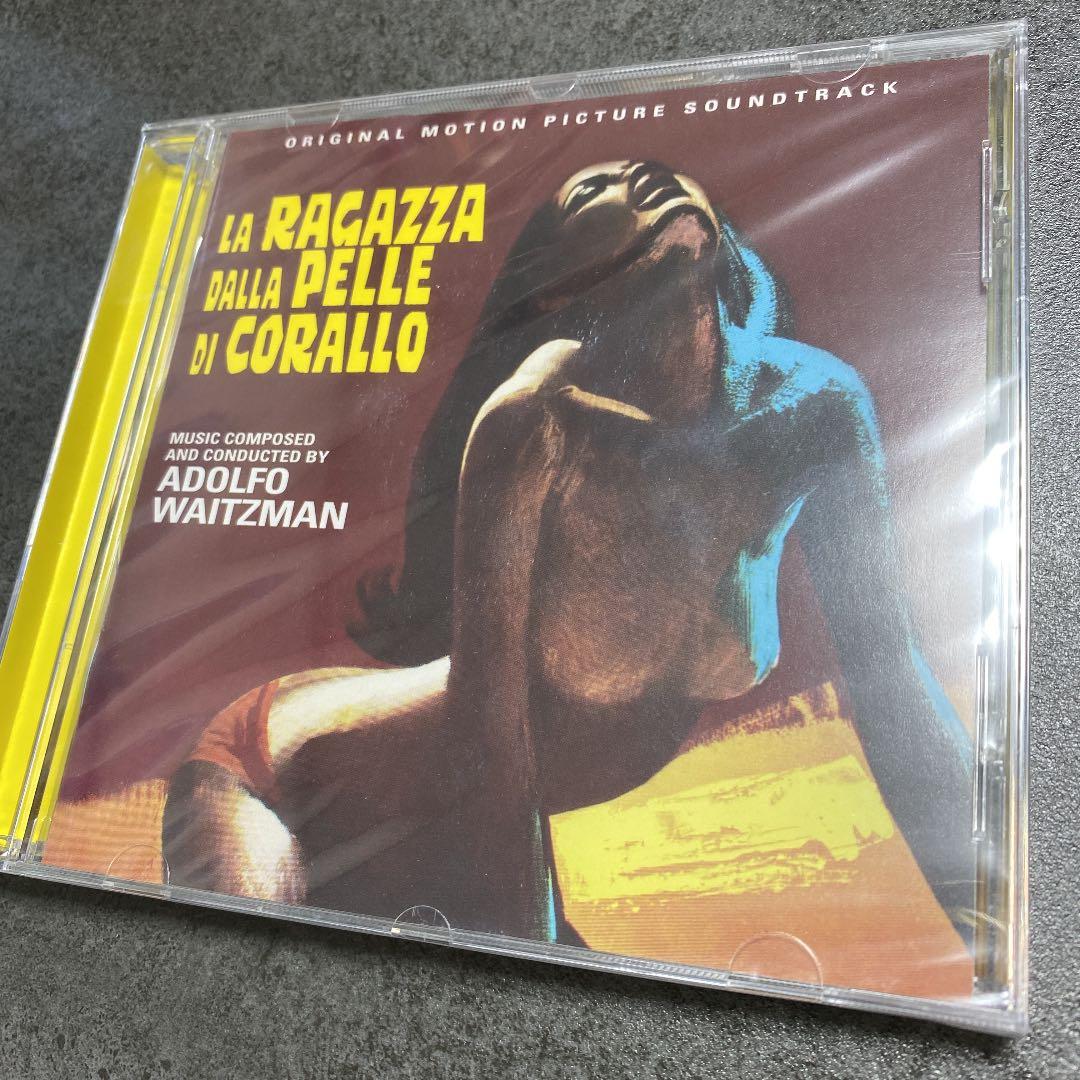 ORIGINAL MOTION PICTURE SOUNDTRACK
LA RAGAZZA
DALLA PELLE
DI CORALLO
MUSIC COMPOSED
AND CONDUCTED BY
ADOLFO
WAITZMAN